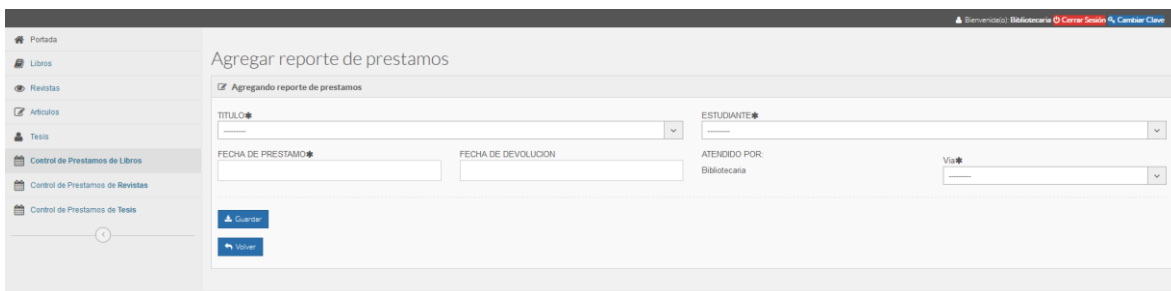 Bienvenida(o): Bibliotecaria Cerrar Sesión Cambiar Clave
Portada
Libros
Revistas
Articulos
Tesis
Control de Prestamos de Libros
Control de Prestamos de Revistas
Control de Prestamos de Tesis
Agregar reporte de prestamos
Agregando reporte de prestamos
TITULO✱ ESTUDIANTE✱
--------- ---------
FECHA DE PRESTAMO✱ FECHA DE DEVOLUCION ATENDIDO POR: Via✱
Bibliotecaria ---------
Guardar
Volver